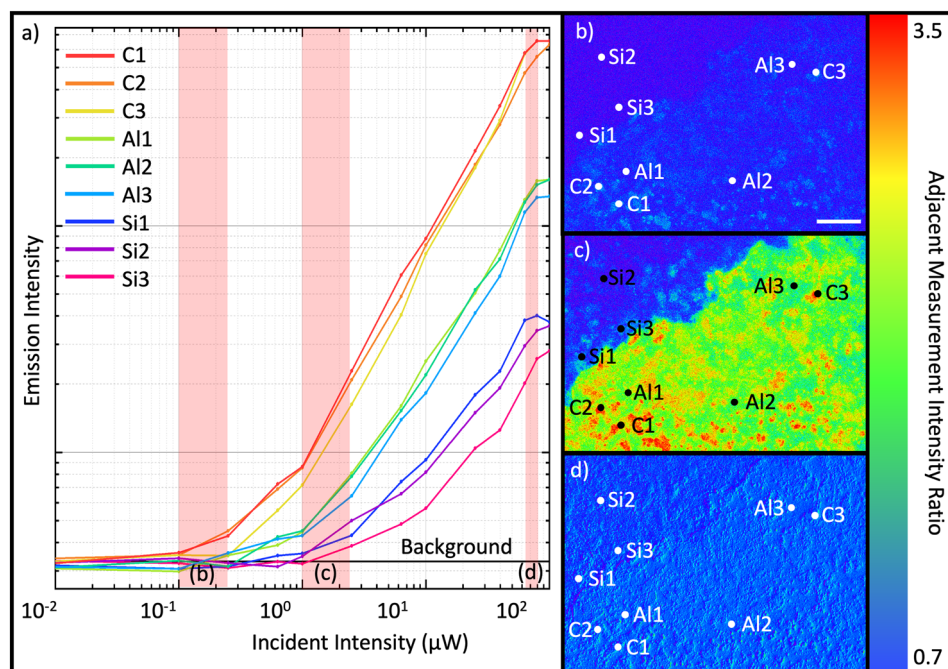 a)
C1
C2
C3
Al1
Al2
Al3
Si1
Si2
Si3
Background
(b)
(c)
(d)
10⁻² 10⁻¹ 10⁰ 10¹ 10²
Incident Intensity (μW)
Emission Intensity
b)
Si2
Al3
C3
Si3
Si1
Al1
C2
Al2
C1
c)
Si2
Al3
C3
Si3
Si1
Al1
C2
Al2
C1
d)
Si2
Al3
C3
Si3
Si1
Al1
C2
Al2
C1
3.5
Adjacent Measurement Intensity Ratio
0.7